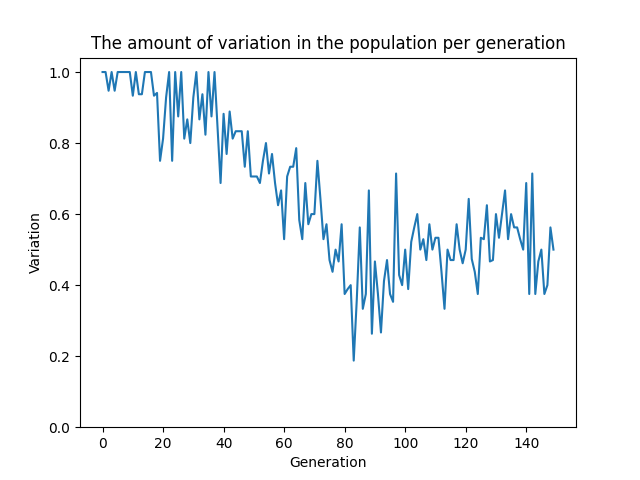 The amount of variation in the population per generation
1.0
0.8
0.6
0.4
0.2
0.0
Variation
0 20 40 60 80 100 120 140
Generation